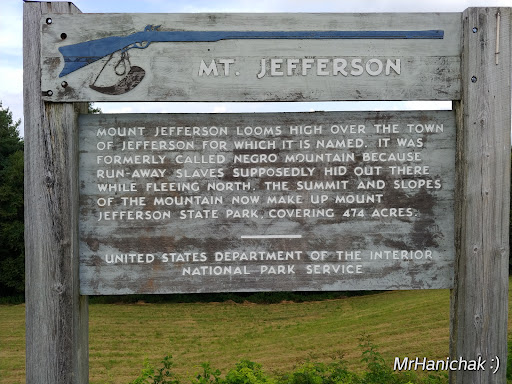 MT. JEFFERSON
MOUNT JEFFERSON LOOMS HIGH OVER THE TOWN
OF JEFFERSON FOR WHICH IT IS NAMED. IT WAS
FORMERLY CALLED NEGRO MOUNTAIN BECAUSE
RUN-AWAY SLAVES SUPPOSEDLY HID OUT THERE
WHILE FLEEING NORTH. THE SUMMIT AND SLOPES
OF THE MOUNTAIN NOW MAKE UP MOUNT
JEFFERSON STATE PARK, COVERING 474 ACRES.
UNITED STATES DEPARTMENT OF THE INTERIOR
NATIONAL PARK SERVICE
MrHanichak :)